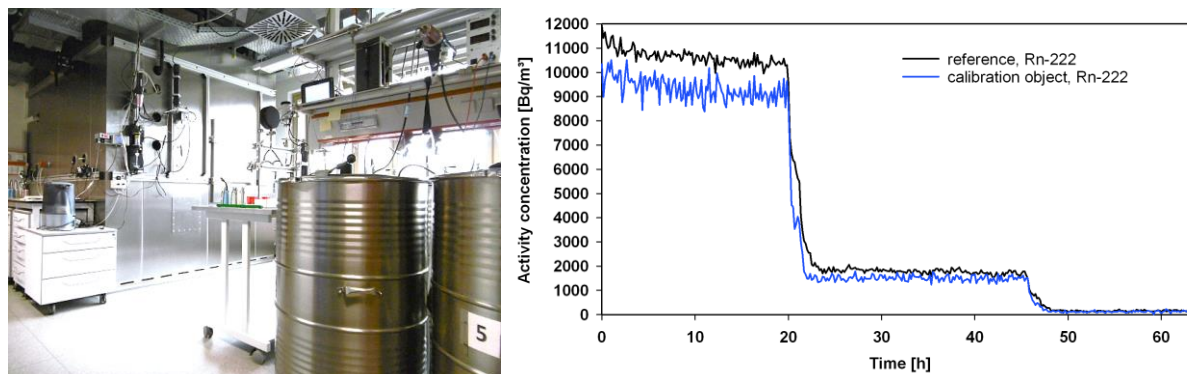 5
12000
11000
10000
9000
8000
7000
6000
5000
4000
3000
2000
1000
0
Activity concentration [Bq/m³]
reference, Rn-222
calibration object, Rn-222
0 10 20 30 40 50 60
Time [h]